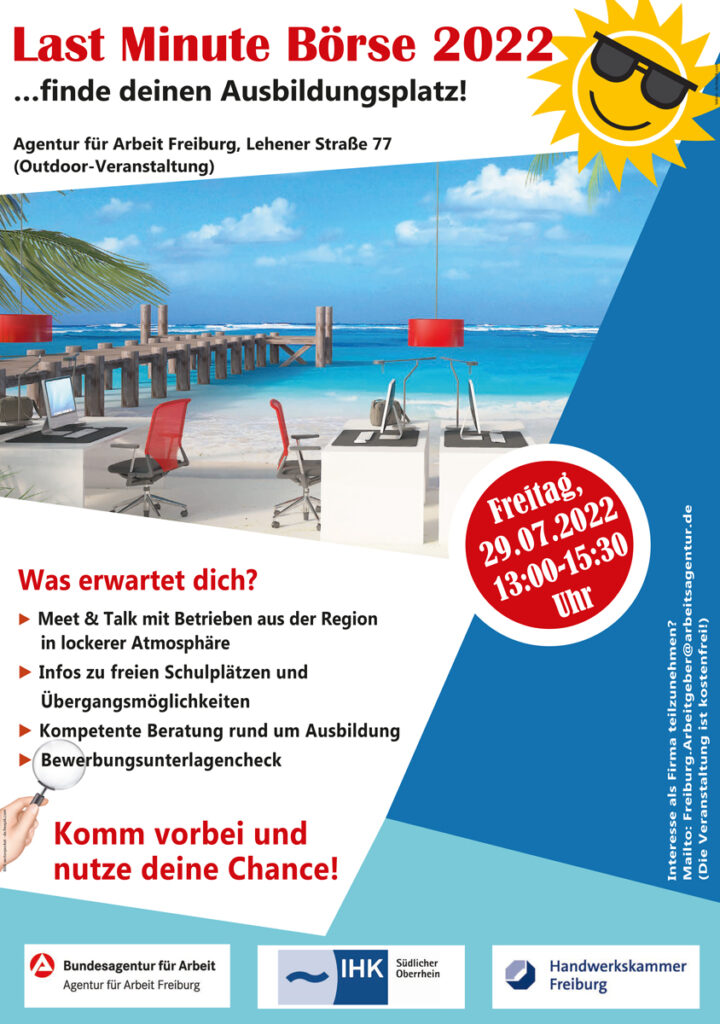 Last Minute Börse 2022
...finde deinen Ausbildungsplatz!
Agentur für Arbeit Freiburg, Lehener Straße 77
(Outdoor-Veranstaltung)
Freitag,
29.07.2022
13:00-15:30
Uhr
Was erwartet dich?
Meet & Talk mit Betrieben aus der Region
in lockerer Atmosphäre
Infos zu freien Schulplätzen und
Übergangsmöglichkeiten
Kompetente Beratung rund um Ausbildung
Bewerbungsunterlagencheck
Komm vorbei und
nutze deine Chance!
Interesse als Firma teilzunehmen?
Mailto: Freiburg.Arbeitgeber@arbeitsagentur.de
(Die Veranstaltung ist kostenfrei!)
Bundesagentur für Arbeit
Agentur für Arbeit Freiburg
IHK
Südlicher
Oberrhein
Handwerkskammer
Freiburg